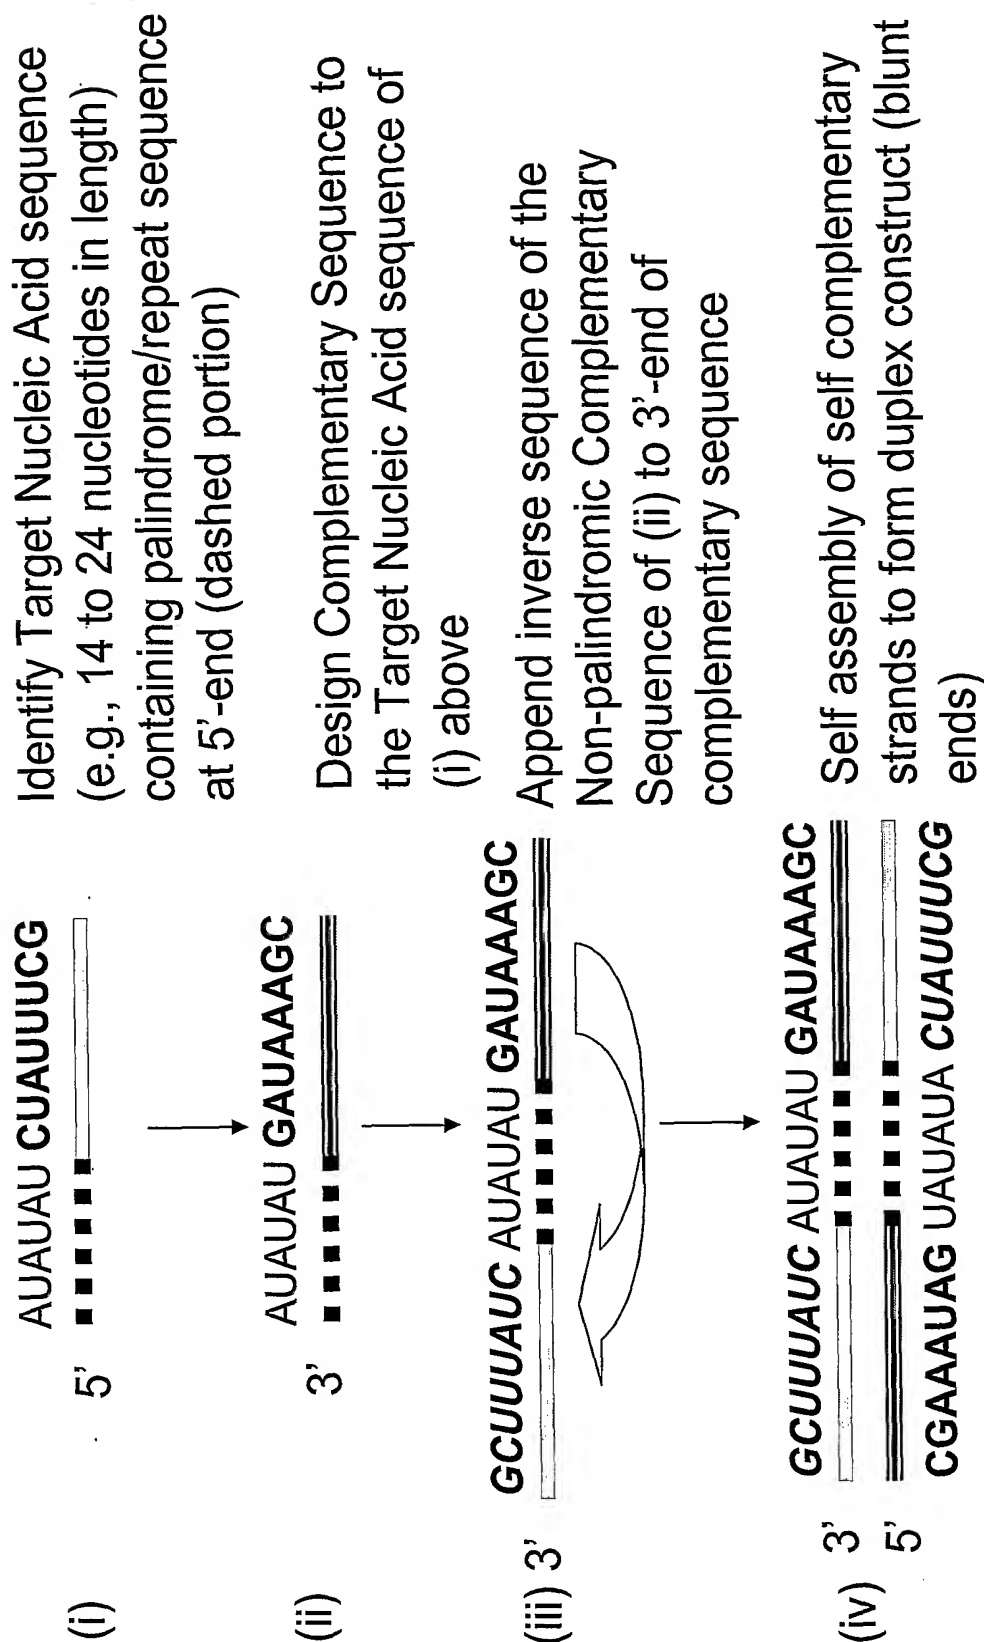 (i)
5'
AUAUAU CUAUUUCG
Identify Target Nucleic Acid sequence
(e.g., 14 to 24 nucleotides in length)
containing palindrome/repeat sequence
at 5'-end (dashed portion)
(ii)
3'
AUAUAU GAUAAAGC
Design Complementary Sequence to
the Target Nucleic Acid sequence of
(i) above
(iii) 3'
GCUUUAUC AUAUAU GAUAAAGC
Append inverse sequence of the
Non-palindromic Complementary
Sequence of (ii) to 3'-end of
complementary sequence
(iv)
GCUUUAUC AUAUAU GAUAAAGC
3'
5'
CGAAAUAG UAUAUA CUAUUUCG
Self assembly of self complementary
strands to form duplex construct (blunt
ends)